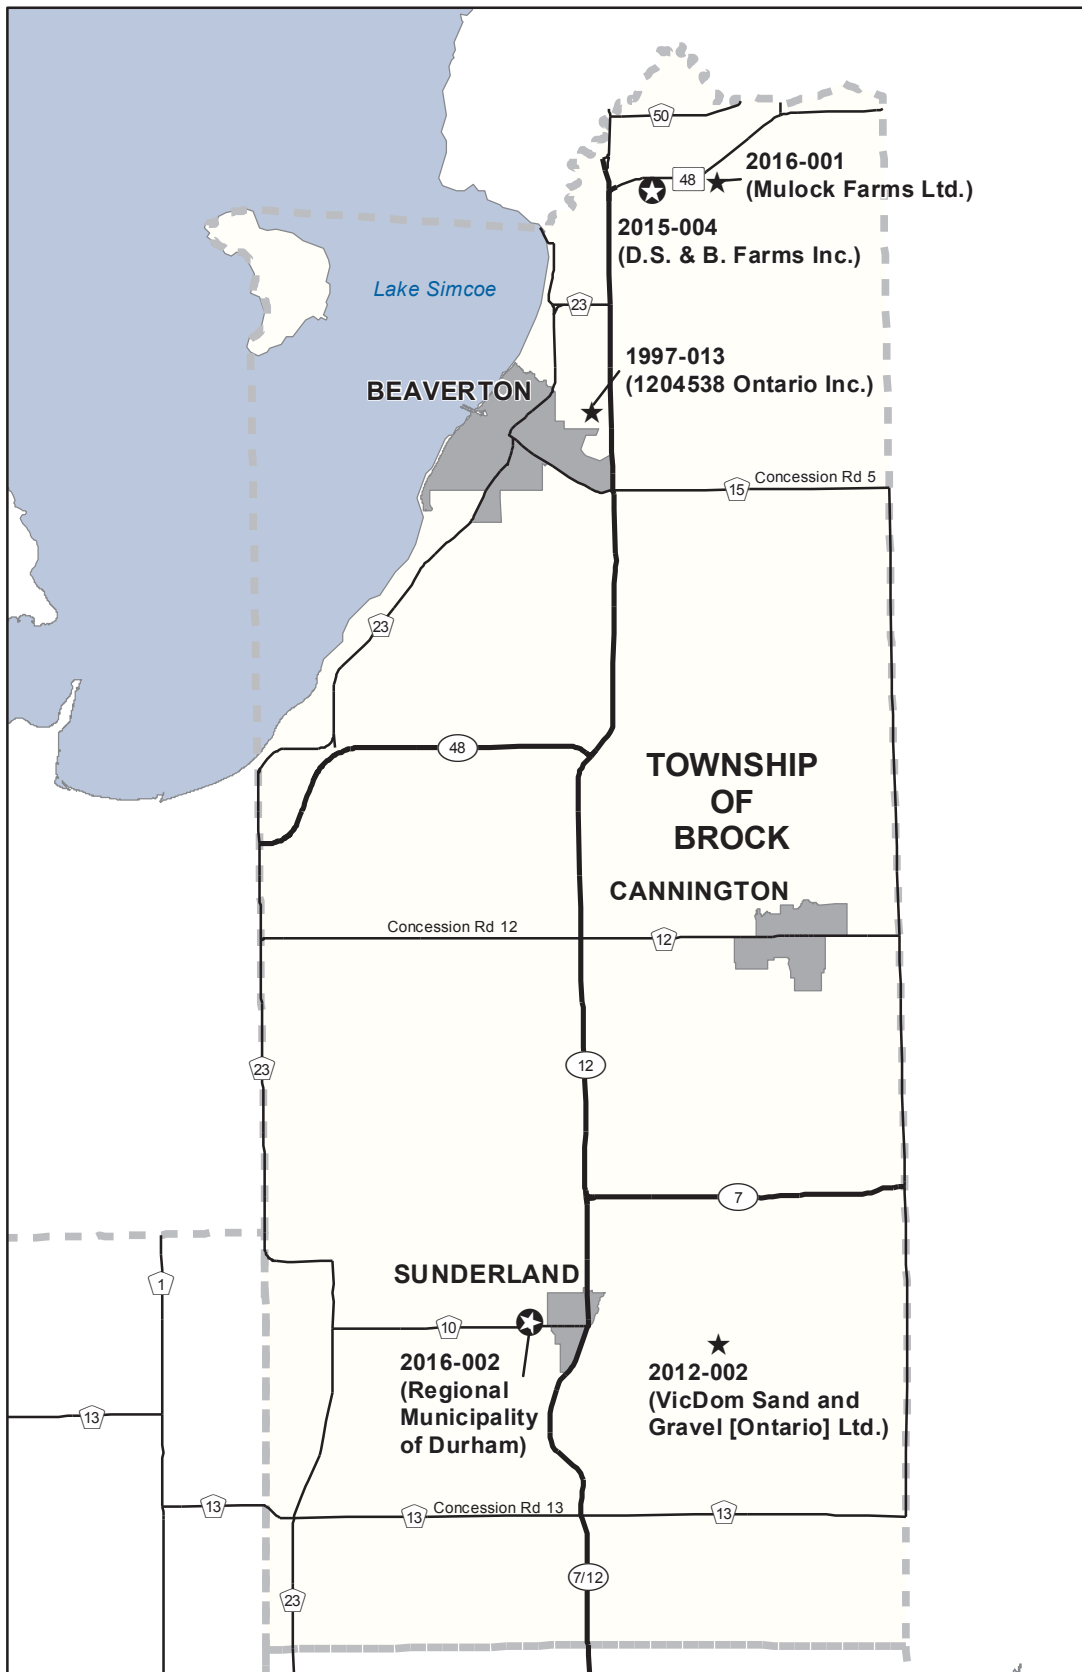 50
2016-001
(Mulock Farms Ltd.)
48
2015-004
(D.S. & B. Farms Inc.)
Lake Simcoe
23
1997-013
(1204538 Ontario Inc.)
BEAVERTON
Concession Rd 5
15
23
48
TOWNSHIP
OF
BROCK
CANNINGTON
Concession Rd 12
12
23
12
7
SUNDERLAND
1
10
2016-002
(Regional
Municipality
of Durham)
2012-002
(VicDom Sand and
Gravel [Ontario] Ltd.)
13
13
Concession Rd 13
13
13
7/12
23